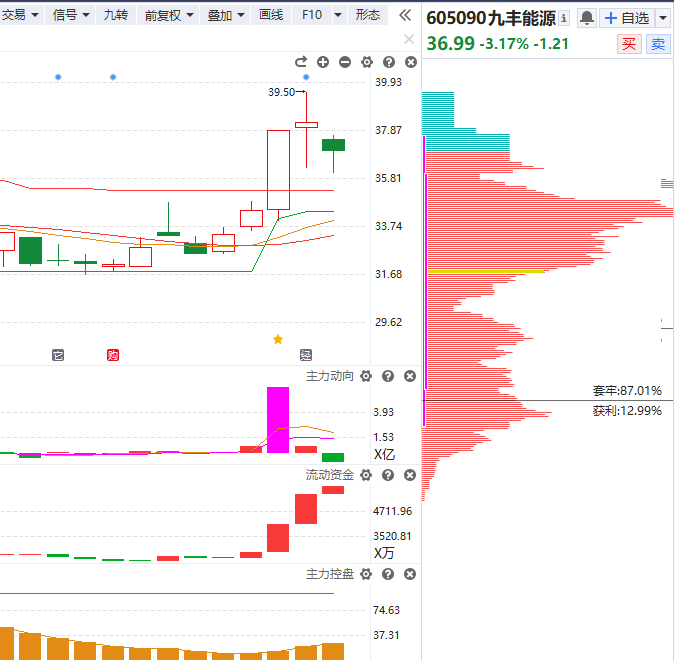 交易 信号 九转 前复权 叠加 画线 F10 形态
605090九丰能源 自选
36.99 -3.17% -1.21 买 卖
39.93
39.50
37.87
35.81
33.74
31.68
29.62
它 购 经
主力动向
3.93
1.53
X亿
套牢:87.01%
获利:12.99%
流动资金
4711.96
3520.81
X万
主力控盘
74.63
37.31